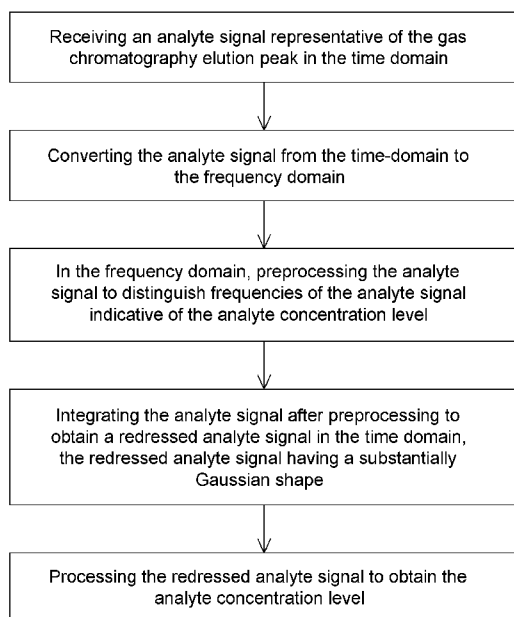 Receiving an analyte signal representative of the gas
chromatography elution peak in the time domain
Converting the analyte signal from the time-domain to
the frequency domain
In the frequency domain, preprocessing the analyte
signal to distinguish frequencies of the analyte signal
indicative of the analyte concentration level
Integrating the analyte signal after preprocessing to
obtain a redressed analyte signal in the time domain,
the redressed analyte signal having a substantially
Gaussian shape
Processing the redressed analyte signal to obtain the
analyte concentration level